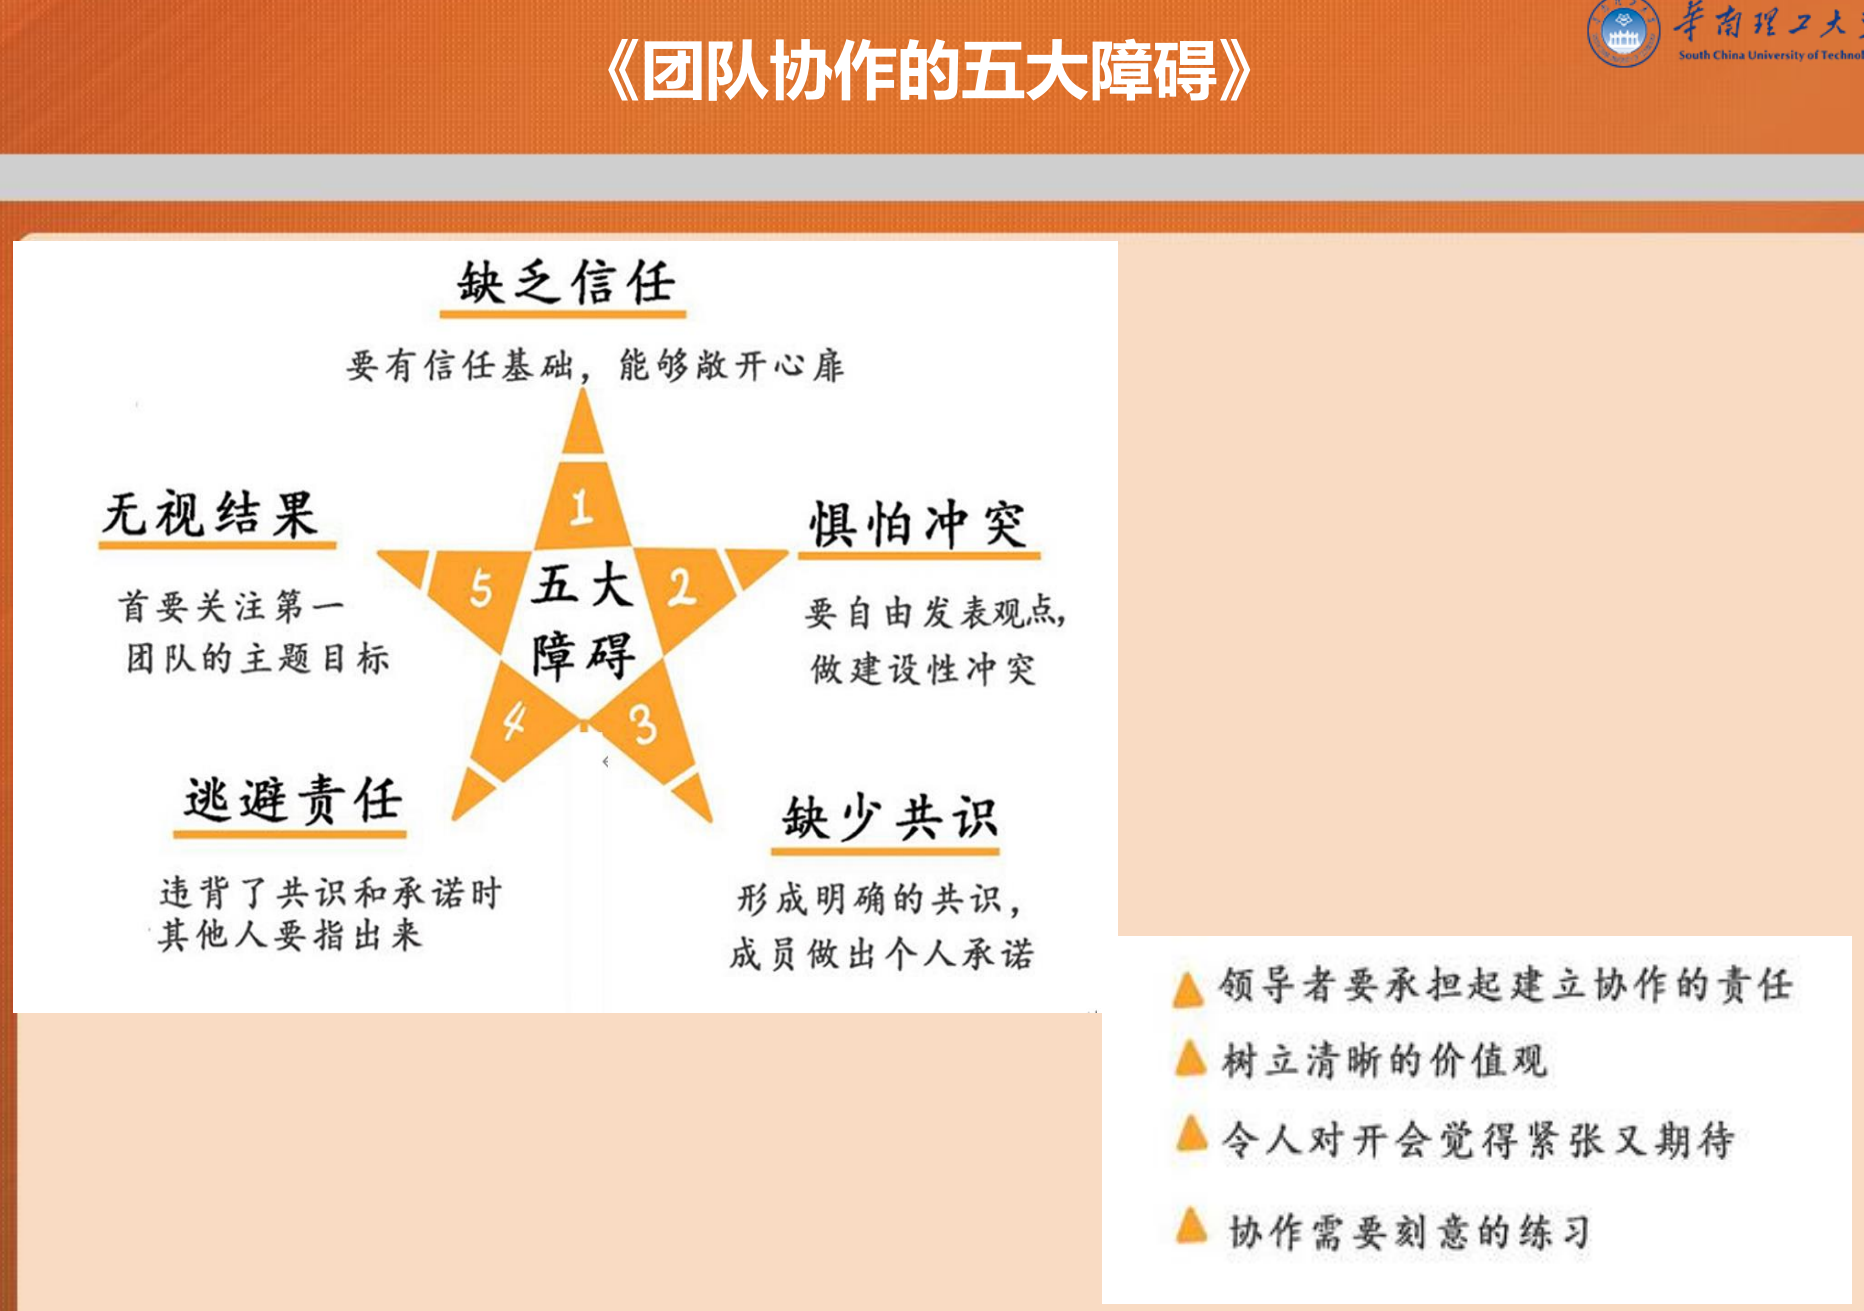 《团队协作的五大障碍》
South China University of Technol
华南理工大
缺乏信任
要有信任基础，能够敞开心扉
1
惧怕冲突
要自由发表观点，
做建设性冲突
2
五大
障碍
3
缺少共识
形成明确的共识，
成员做出个人承诺
4
逃避责任
违背了共识和承诺时
其他人要指出来
5
无视结果
首要关注第一
团队的主题目标
领导者要承担起建立协作的责任
树立清晰的价值观
令人对开会觉得紧张又期待
协作需要刻意的练习